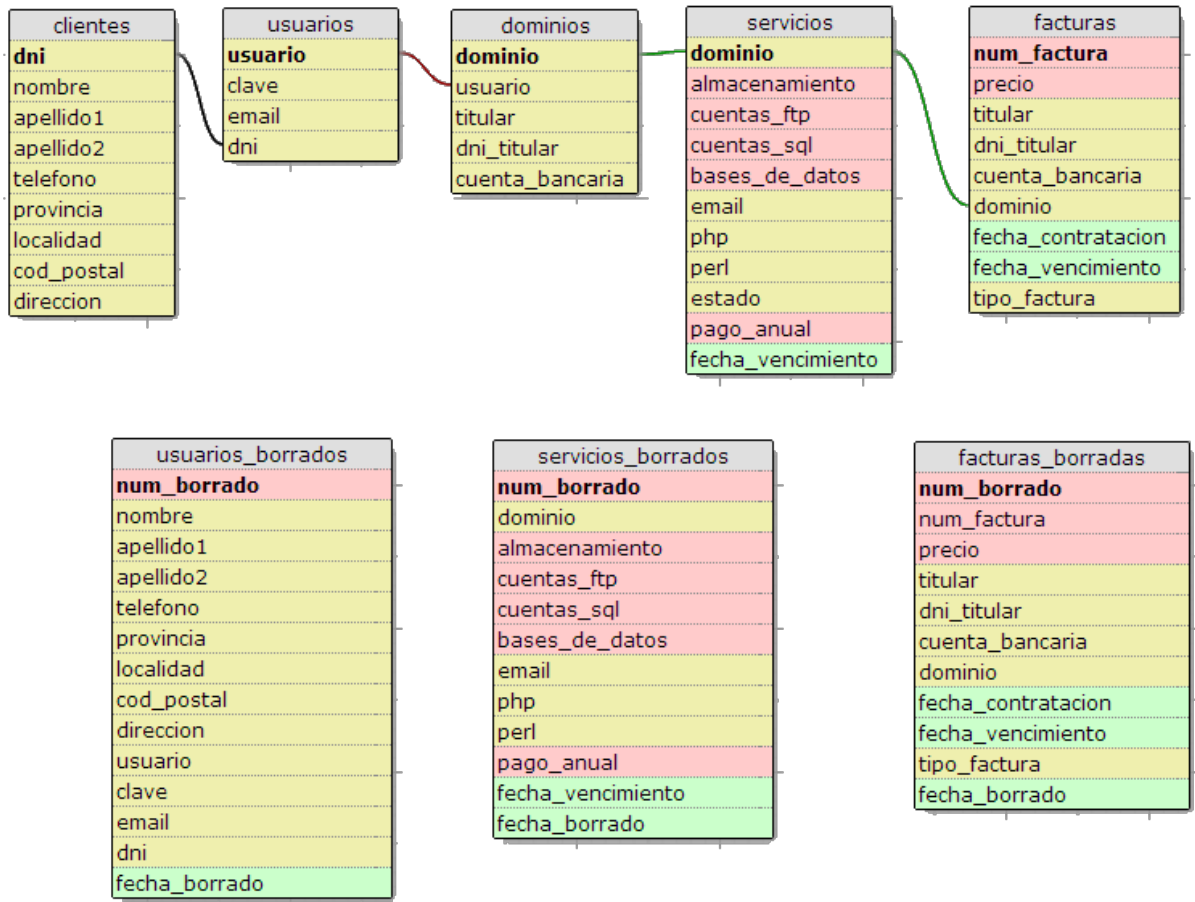 clientes
dni
nombre
apellido1
apellido2
telefono
provincia
localidad
cod_postal
direccion
usuarios
usuario
clave
email
dni
dominios
dominio
usuario
titular
dni_titular
cuenta_bancaria
servicios
dominio
almacenamiento
cuentas_ftp
cuentas_sql
bases_de_datos
email
php
perl
estado
pago_anual
fecha_vencimiento
facturas
num_factura
precio
titular
dni_titular
cuenta_bancaria
dominio
fecha_contratacion
fecha_vencimiento
tipo_factura
usuarios_borrados
num_borrado
nombre
apellido1
apellido2
telefono
provincia
localidad
cod_postal
direccion
usuario
clave
email
dni
fecha_borrado
servicios_borrados
num_borrado
dominio
almacenamiento
cuentas_ftp
cuentas_sql
bases_de_datos
email
php
perl
pago_anual
fecha_vencimiento
fecha_borrado
facturas_borradas
num_borrado
num_factura
precio
titular
dni_titular
cuenta_bancaria
dominio
fecha_contratacion
fecha_vencimiento
tipo_factura
fecha_borrado